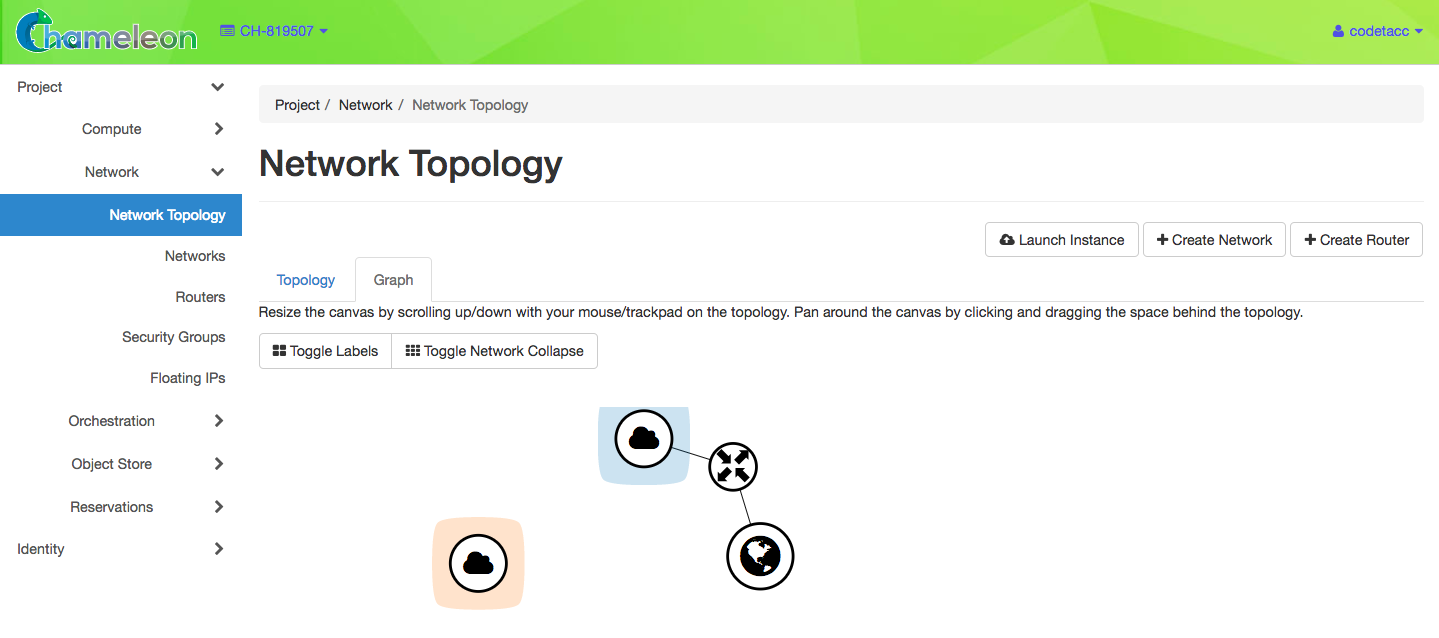 Chameleon CH-819507 codetacc
Project
Compute
Network
Network Topology
Networks
Routers
Security Groups
Floating IPs
Orchestration
Object Store
Reservations
Identity
Project / Network / Network Topology
Network Topology
Launch Instance Create Network Create Router
Topology Graph
Resize the canvas by scrolling up/down with your mouse/trackpad on the topology. Pan around the canvas by clicking and dragging the space behind the topology.
Toggle Labels Toggle Network Collapse